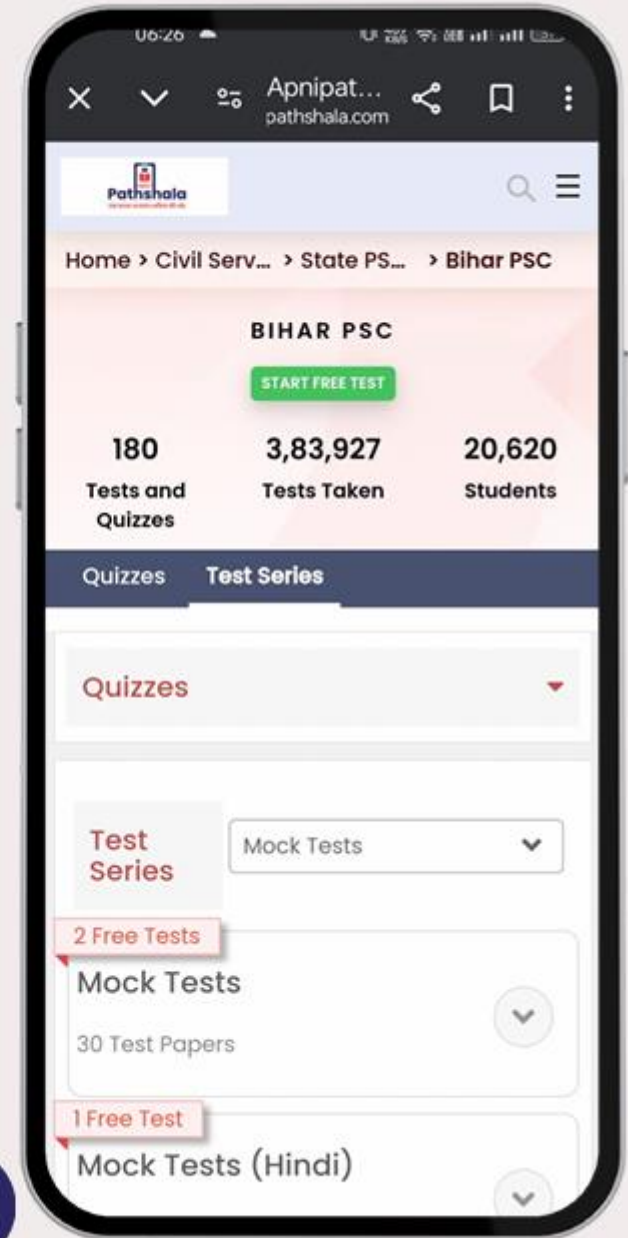 06:26
Apnipat...
pathshala.com
Pathshala
Home > Civil Serv... > State PS... > Bihar PSC
BIHAR PSC
START FREE TEST
180 3,83,927 20,620
Tests and Tests Taken Students
Quizzes
Quizzes Test Series
Quizzes
Test
Series
Mock Tests
2 Free Tests
Mock Tests
30 Test Papers
1 Free Test
Mock Tests (Hindi)